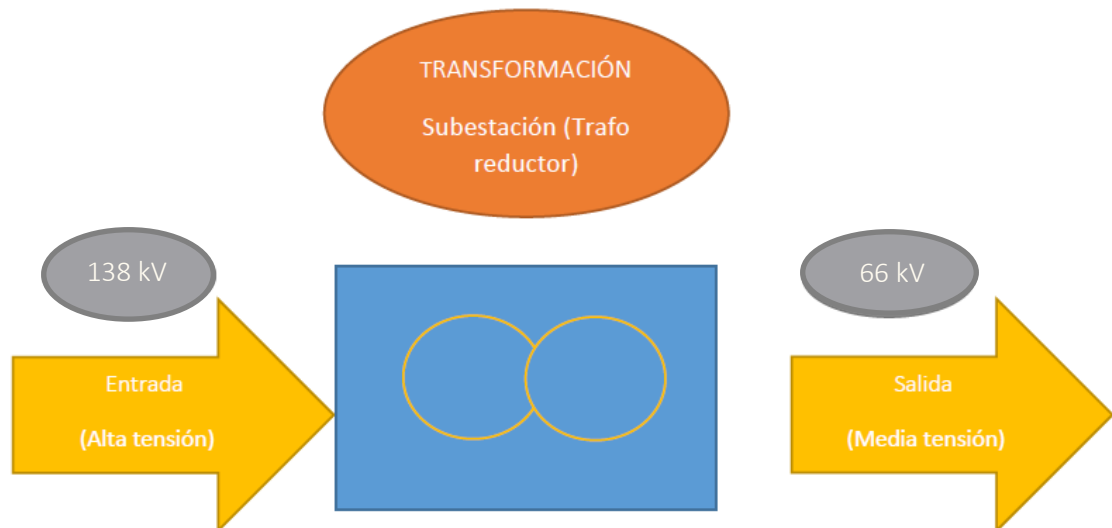 TRANSFORMACIÓN
Subestación (Trafo
reductor)
138 kV
66 kV
Entrada
(Alta tensión)
Salida
(Media tensión)